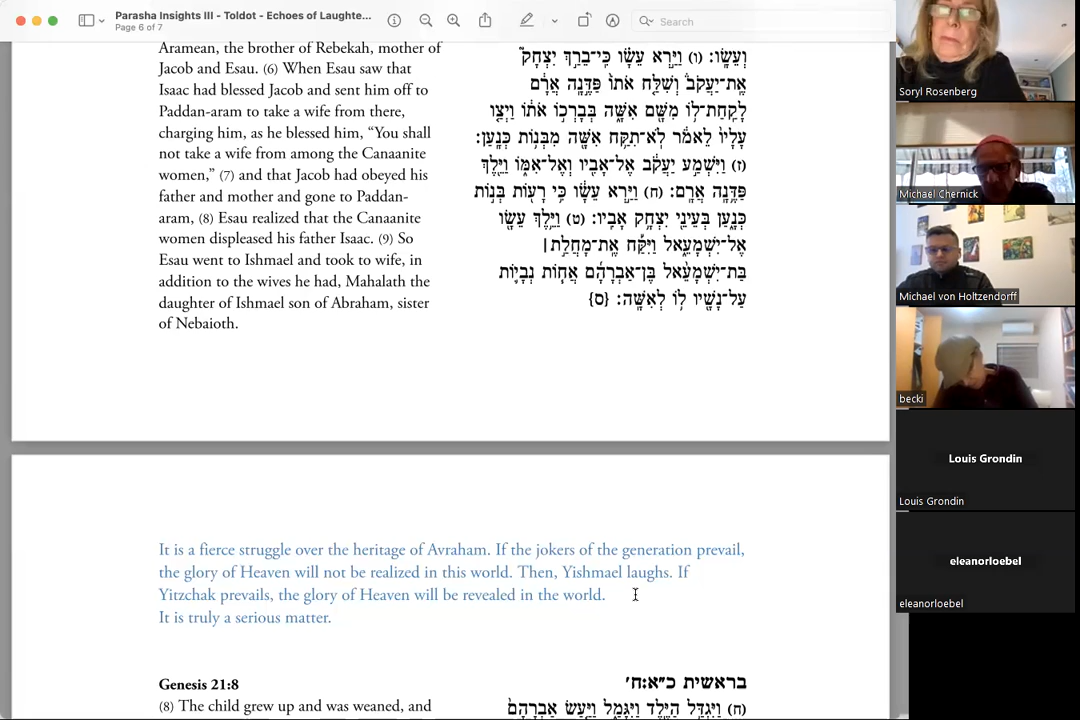 Parasha Insights III - Toldot - Echoes of Laughte...
Page 6 of 7
Search
Aramean, the brother of Rebekah, mother of
Jacob and Esau. (6) When Esau saw that
Isaac had blessed Jacob and sent him off to
Paddan-aram to take a wife from there,
charging him, as he blessed him, “You shall
not take a wife from among the Canaanite
women,” (7) and that Jacob had obeyed his
father and mother and gone to Paddan-
aram, (8) Esau realized that the Canaanite
women displeased his father Isaac. (9) So
Esau went to Ishmael and took to wife, in
addition to the wives he had, Mahalath the
daughter of Ishmael son of Abraham, sister
of Nebaioth.
וְעֵשָֽׂו׃ (ו) וַיַּ֣רְא עֵשָׂ֗ו כִּֽי־בֵרַ֣ךְ יִצְחָק֮
אֶֽת־יַעֲקֹב֒ וְשִׁלַּ֤ח אֹתוֹ֙ פַּדֶּ֣נָֽה אֲרָ֔ם
לָקַֽחַת־ל֥וֹ מִשָּׁ֖ם אִשָּׁ֑ה בְּבָרְכ֣וֹ אֹת֔וֹ וַיְצַ֤ו
עָלָיו֙ לֵאמֹ֔ר לֹֽא־תִקַּ֥ח אִשָּׁ֖ה מִבְּנ֥וֹת כְּנָֽעַן׃
(ז) וַיִּשְׁמַ֣ע יַעֲקֹ֔ב אֶל־אָבִ֖יו וְאֶל־אִמּ֑וֹ וַיֵּ֖לֶךְ
פַּדֶּ֥נָֽה אֲרָֽם׃ (ח) וַיַּ֣רְא עֵשָׂ֔ו כִּ֥י רָע֖וֹת בְּנ֣וֹת
כְּנָ֑עַן בְּעֵינֵ֖י יִצְחָ֥ק אָבִֽיו׃ (ט) וַיֵּ֥לֶךְ עֵשָׂ֖ו
אֶל־יִשְׁמָעֵ֑אל וַיִּקַּ֡ח אֶֽת־מָחֲלַ֣ת ׀
בַּת־יִשְׁמָעֵ֨אל בֶּן־אַבְרָהָ֜ם אֲח֧וֹת נְבָי֛וֹת
עַל־נָשָׁ֖יו ל֥וֹ לְאִשָּֽׁה׃ {ס}
It is a fierce struggle over the heritage of Avraham. If the jokers of the generation prevail,
the glory of Heaven will not be realized in this world. Then, Yishmael laughs. If
Yitzchak prevails, the glory of Heaven will be revealed in the world.
It is truly a serious matter.
Genesis 21:8
(8) The child grew up and was weaned, and
בראשית כ״א:ח׳
(ח) וַיִּגְדַּ֥ל הַיֶּ֖לֶד וַיִּגָּמַ֑ל וַיַּ֤עַשׂ אַבְרָהָם֙
Soryl Rosenberg
Michael Chernick
Michael von Holtzendorff
becki
Louis Grondin
Louis Grondin
eleanorloebel
eleanorloebel